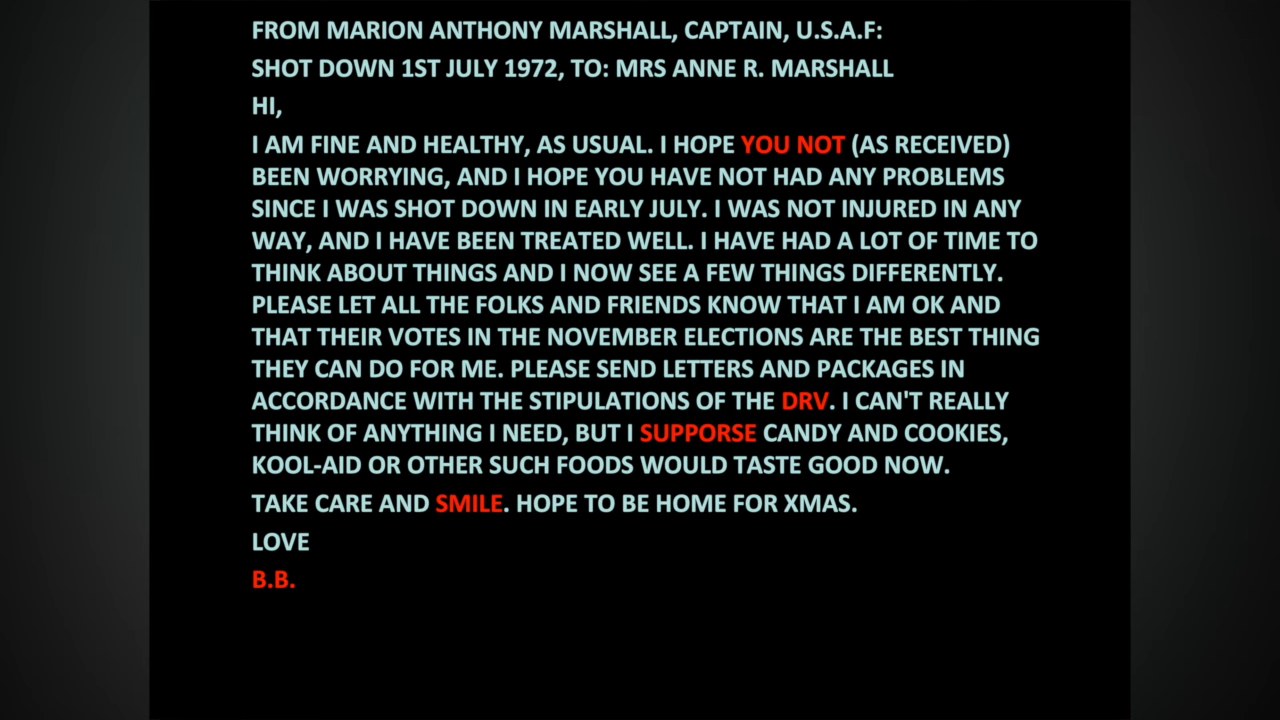 FROM MARION ANTHONY MARSHALL, CAPTAIN, U.S.A.F:
SHOT DOWN 1ST JULY 1972, TO: MRS ANNE R. MARSHALL
HI,
I AM FINE AND HEALTHY, AS USUAL. I HOPE YOU NOT (AS RECEIVED)
BEEN WORRYING, AND I HOPE YOU HAVE NOT HAD ANY PROBLEMS
SINCE I WAS SHOT DOWN IN EARLY JULY. I WAS NOT INJURED IN ANY
WAY, AND I HAVE BEEN TREATED WELL. I HAVE HAD A LOT OF TIME TO
THINK ABOUT THINGS AND I NOW SEE A FEW THINGS DIFFERENTLY.
PLEASE LET ALL THE FOLKS AND FRIENDS KNOW THAT I AM OK AND
THAT THEIR VOTES IN THE NOVEMBER ELECTIONS ARE THE BEST THING
THEY CAN DO FOR ME. PLEASE SEND LETTERS AND PACKAGES IN
ACCORDANCE WITH THE STIPULATIONS OF THE DRV. I CAN'T REALLY
THINK OF ANYTHING I NEED, BUT I SUPPORSE CANDY AND COOKIES,
KOOL-AID OR OTHER SUCH FOODS WOULD TASTE GOOD NOW.
TAKE CARE AND SMILE. HOPE TO BE HOME FOR XMAS.
LOVE
B.B.